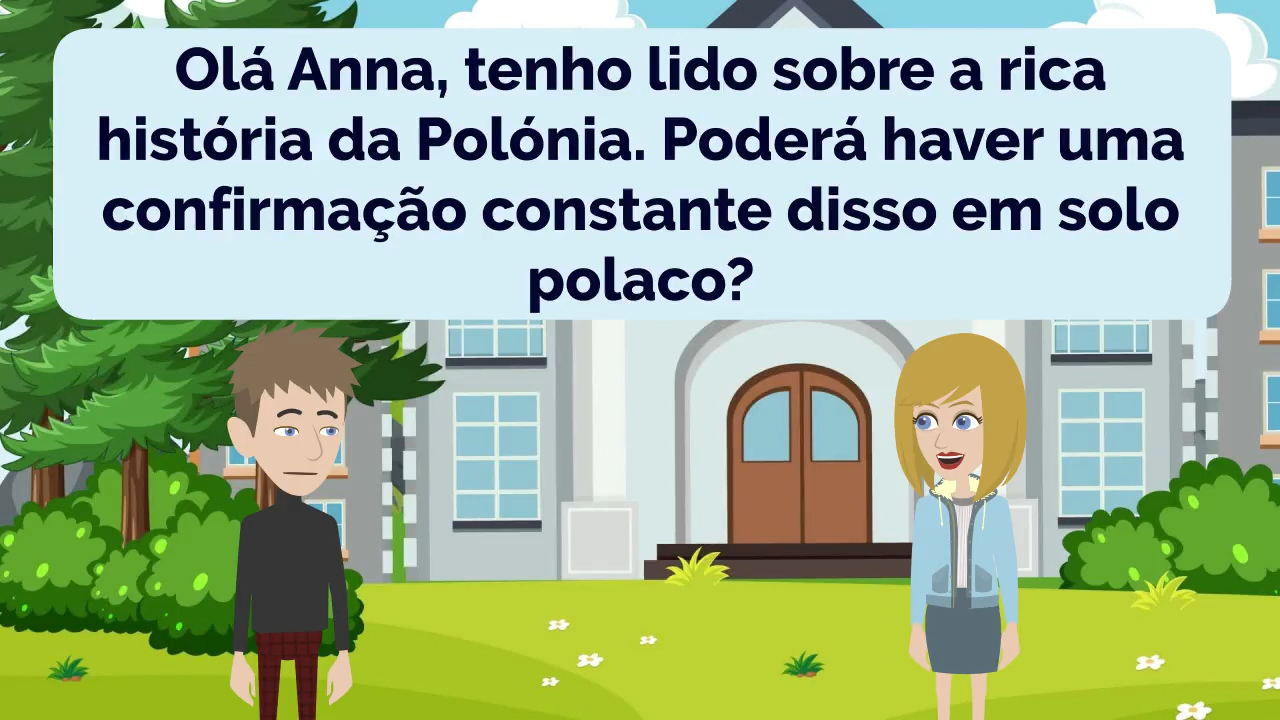 Olá Anna, tenho lido sobre a rica
história da Polónia. Poderá haver uma
confirmação constante disso em solo
polaco?